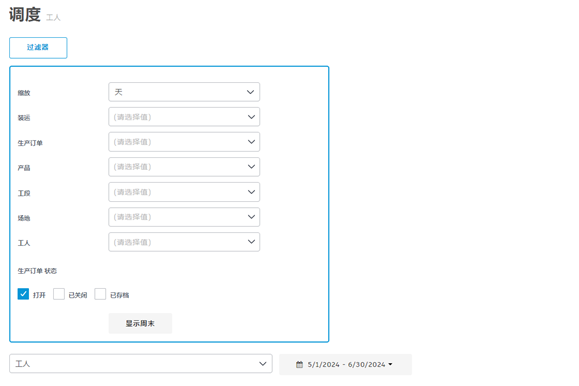 调度 工人
过滤器
缩放 天
装运 (请选择值)
生产订单 (请选择值)
产品 (请选择值)
工段 (请选择值)
场地 (请选择值)
工人 (请选择值)
生产订单 状态
打开 已关闭 已存档
显示周末
工人 5/1/2024 - 6/30/2024